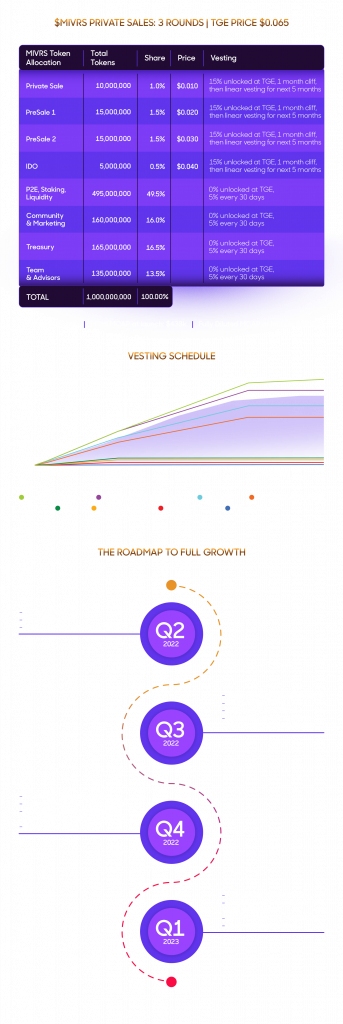 $MIVRS PRIVATE SALES: 3 ROUNDS | TGE PRICE $0.065
MIVRS Token Allocation Total Tokens Share Price Vesting
Private Sale 10,000,000 1.0% $0.010 15% unlocked at TGE, 1 month cliff,
then linear vesting for next 5 months
PreSale 1 15,000,000 1.5% $0.020 15% unlocked at TGE, 1 month cliff,
then linear vesting for next 5 months
PreSale 2 15,000,000 1.5% $0.030 15% unlocked at TGE, 1 month cliff,
then linear vesting for next 5 months
IDO 5,000,000 0.5% $0.040 15% unlocked at TGE, 1 month cliff,
then linear vesting for next 5 months
P2E, Staking, Liquidity 495,000,000 49.5% 0% unlocked at TGE,
5% every 30 days
Community & Marketing 160,000,000 16.0% 0% unlocked at TGE,
5% every 30 days
Treasury 165,000,000 16.5% 0% unlocked at TGE,
5% every 30 days
Team & Advisors 135,000,000 13.5% 0% unlocked at TGE,
5% every 30 days
TOTAL 1,000,000,000 100.00%
VESTING SCHEDULE
THE ROADMAP TO FULL GROWTH
Q2
2022
Q3
2022
Q4
2022
Q1
2023